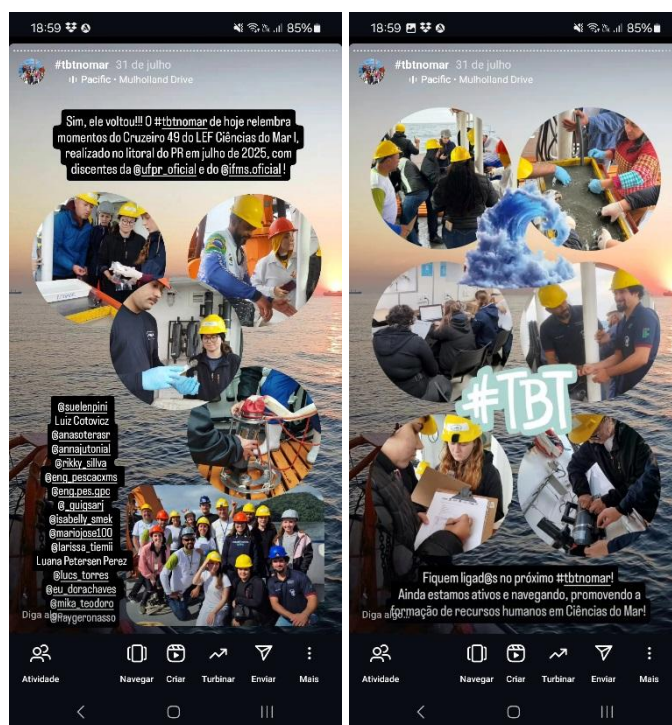 18:59
85%
#tbtnomar 31 de julho
Pacific • Mulholland Drive
Sim, ele voltou!!! O #tbtnomar de hoje relembra
momentos do Cruzeiro 49 do LEF Ciências do Mar I,
realizado no litoral do PR em julho de 2025, com
discentes da @ufpr_oficial e do @ifms.oficial!
@suelenpini
Luiz Cotovicz
@anasoterasr
@annajutonial
@rikky_sillva
@eng_pescacxms
@eng.pes.gpc
@_guigsarj
@isabelly_smek
@mariojose100
@larissa_tiemii
Luana Petersen Perez
@lucs_torres
@eu_dorachaves
@mika_teodoro
@naygeronasso
Diga algo...
Atividade
Navegar
Criar
Turbinar
Enviar
Mais
18:59
85%
#tbtnomar 31 de julho
Pacific • Mulholland Drive
#TBT
Fiquem ligad@s no próximo #tbtnomar!
Ainda estamos ativos e navegando, promovendo a
formação de recursos humanos em Ciências do Mar!
Diga algo...
Atividade
Navegar
Criar
Turbinar
Enviar
Mais